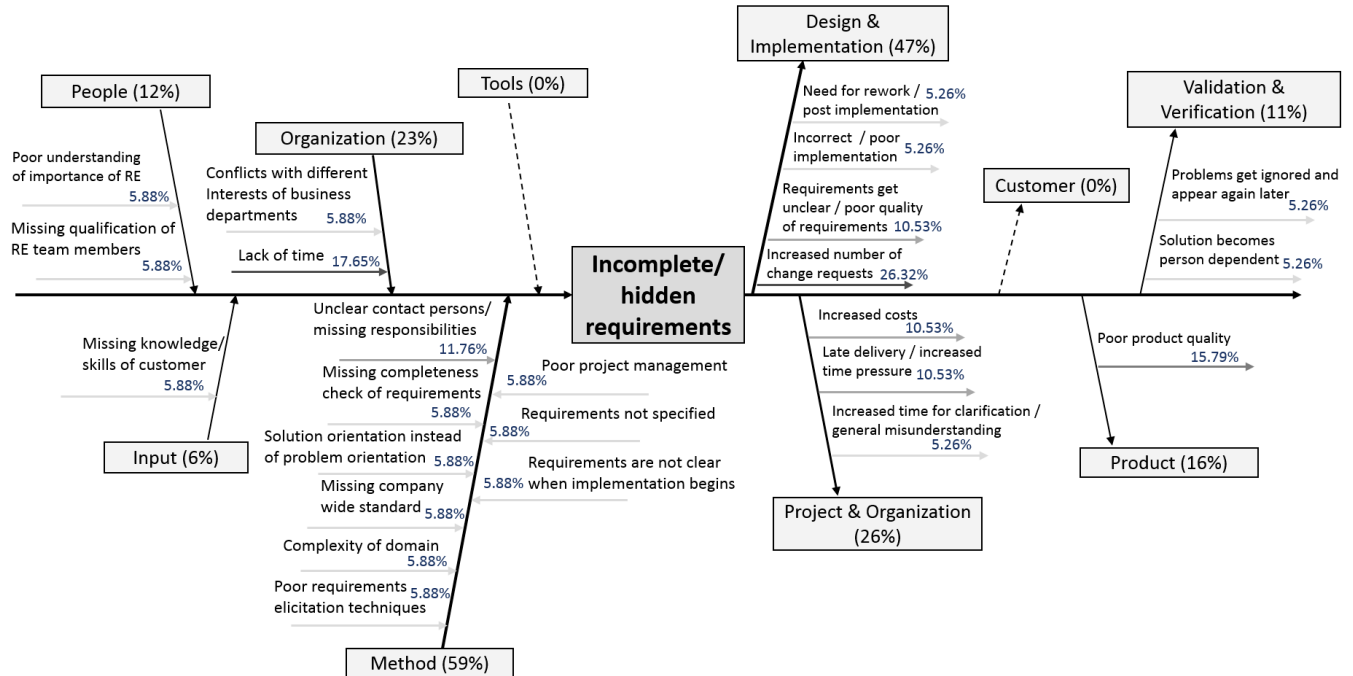 People (12%)
Poor understanding
of importance of RE
5.88%
Missing qualification of
RE team members
5.88%
Organization (23%)
Conflicts with different
Interests of business
departments
5.88%
Lack of time 17.65%
Tools (0%)
Missing knowledge/
skills of customer
5.88%
Input (6%)
Unclear contact persons/
missing responsibilities
11.76%
Missing completeness
check of requirements
5.88%
Solution orientation instead
of problem orientation 5.88%
Missing company
wide standard
5.88%
Complexity of domain
5.88%
Poor requirements
elicitation techniques
5.88%
Poor project management
5.88%
Requirements not specified
5.88%
Requirements are not clear
when implementation begins
5.88%
Method (59%)
Incomplete/
hidden
requirements
Design &
Implementation (47%)
Need for rework /
post implementation
5.26%
Incorrect / poor
implementation
5.26%
Requirements get
unclear / poor quality
of requirements 10.53%
Increased number of
change requests 26.32%
Customer (0%)
Validation &
Verification (11%)
Problems get ignored and
appear again later
5.26%
Solution becomes
person dependent
5.26%
Increased costs
10.53%
Late delivery / increased
time pressure 10.53%
Increased time for clarification /
general misunderstanding
5.26%
Project & Organization
(26%)
Poor product quality
15.79%
Product (16%)